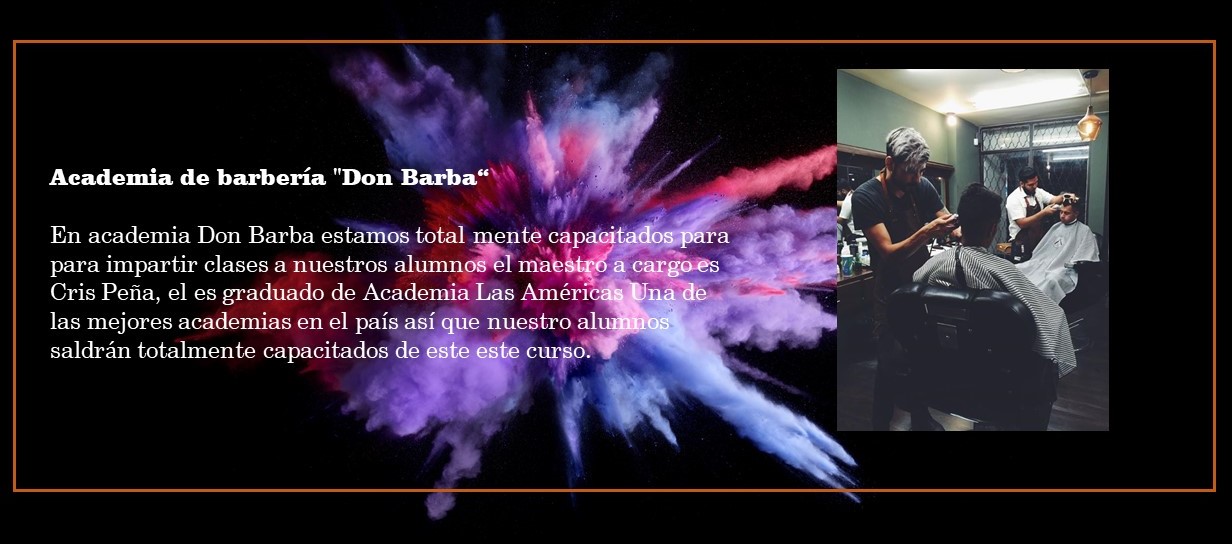 Academia de barbería "Don Barba“
En academia Don Barba estamos total mente capacitados para
para impartir clases a nuestros alumnos el maestro a cargo es
Cris Peña, el es graduado de Academia Las Américas Una de
las mejores academias en el país así que nuestro alumnos
saldrán totalmente capacitados de este este curso.